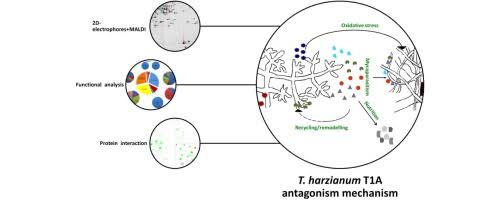 2D-
electrophores+MALDI
Functional analysis
Protein interaction
Oxidative stress
Mycoparasitism
Nutrition
Recycling/remodelling
T. harzianum T1A
antagonism mechanism